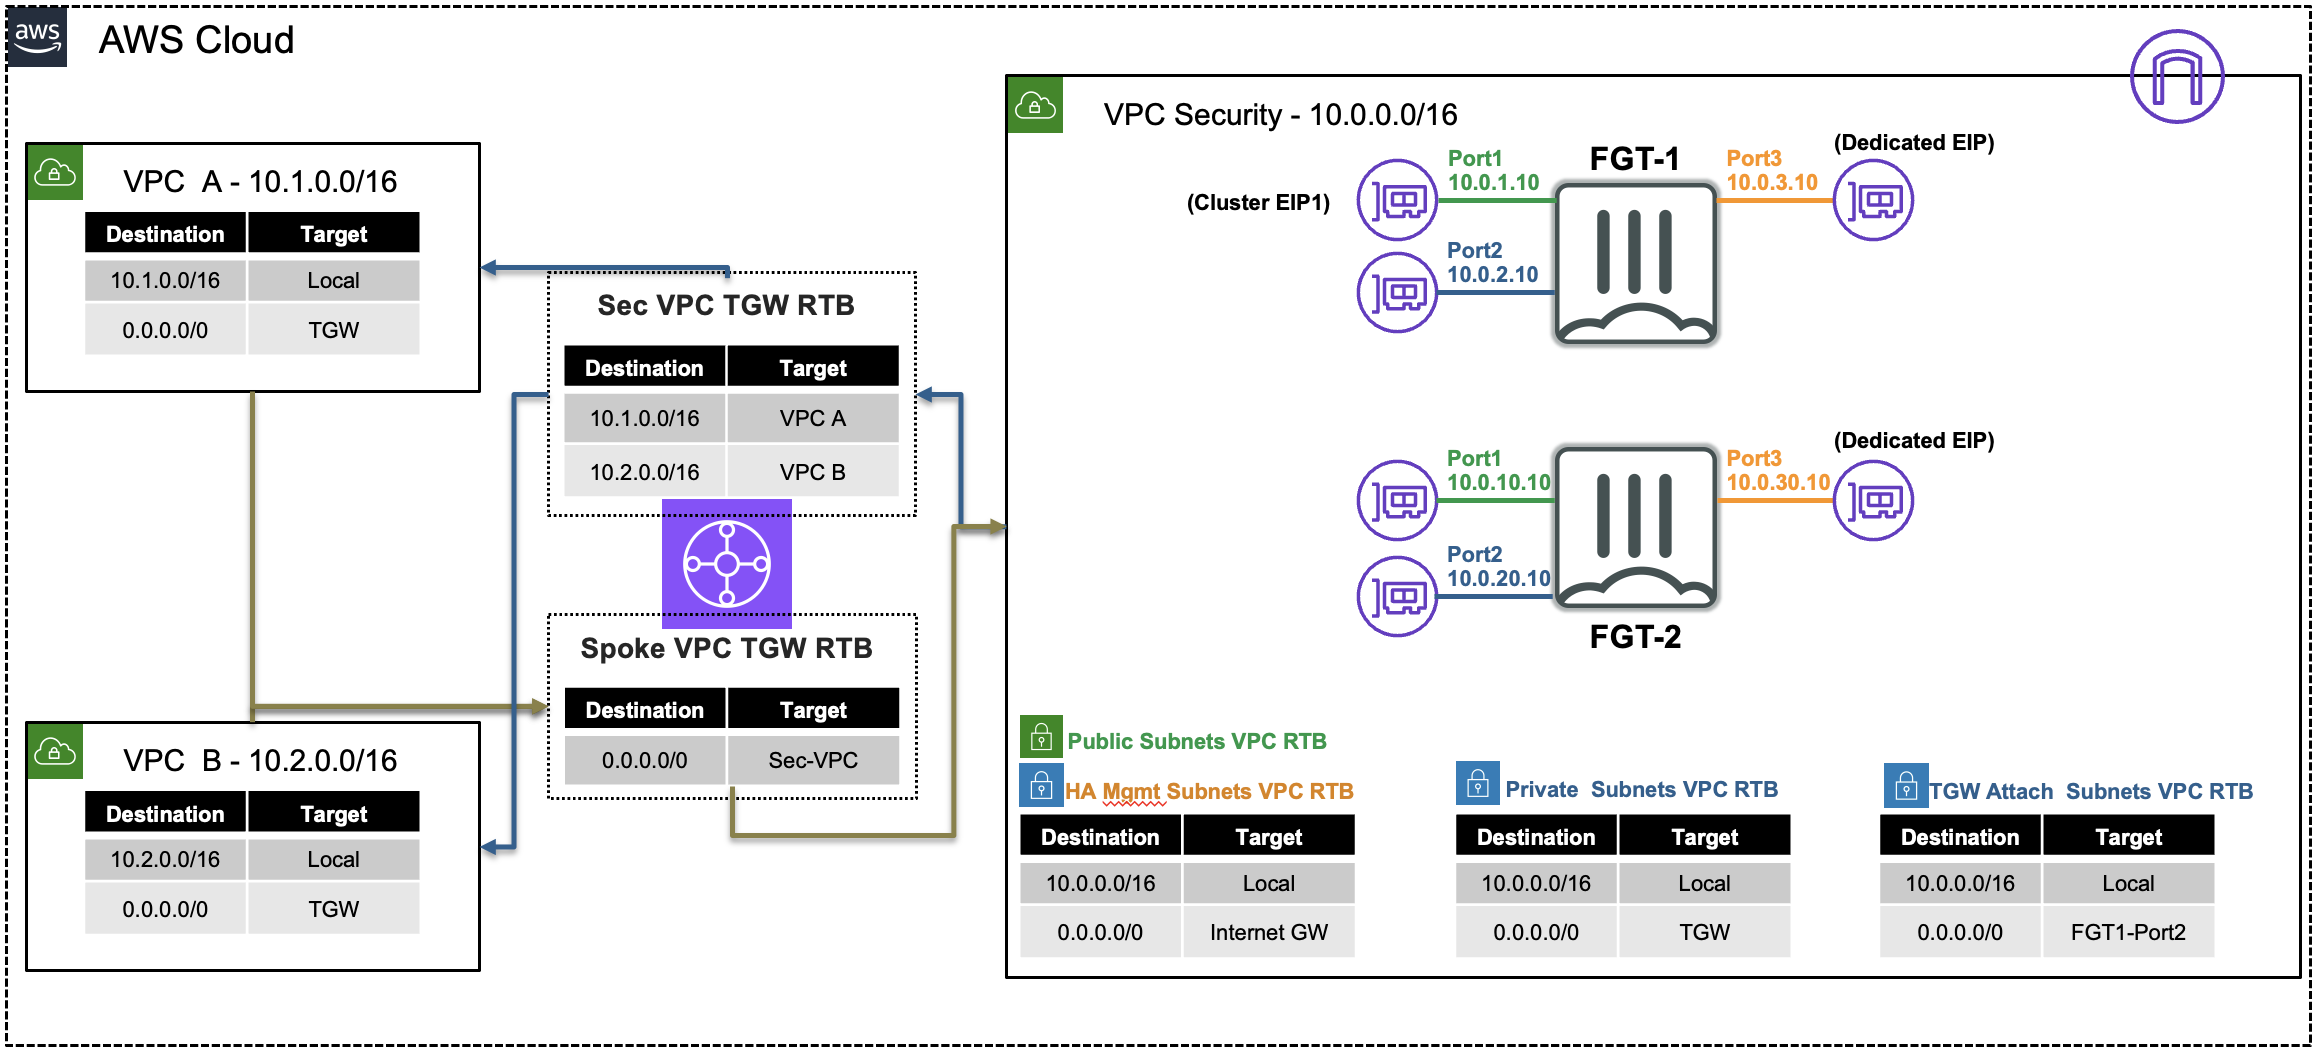 aws
AWS Cloud
VPC A - 10.1.0.0/16
Destination Target
10.1.0.0/16 Local
0.0.0.0/0 TGW
VPC B - 10.2.0.0/16
Destination Target
10.2.0.0/16 Local
0.0.0.0/0 TGW
Sec VPC TGW RTB
Destination Target
10.1.0.0/16 VPC A
10.2.0.0/16 VPC B
Spoke VPC TGW RTB
Destination Target
0.0.0.0/0 Sec-VPC
VPC Security - 10.0.0.0/16
(Cluster EIP1)
Port1
10.0.1.10
Port2
10.0.2.10
FGT-1
Port3
10.0.3.10
(Dedicated EIP)
Port1
10.0.10.10
Port2
10.0.20.10
FGT-2
Port3
10.0.30.10
(Dedicated EIP)
Public Subnets VPC RTB
HA Mgmt Subnets VPC RTB
Destination Target
10.0.0.0/16 Local
0.0.0.0/0 Internet GW
Private Subnets VPC RTB
Destination Target
10.0.0.0/16 Local
0.0.0.0/0 TGW
TGW Attach Subnets VPC RTB
Destination Target
10.0.0.0/16 Local
0.0.0.0/0 FGT1-Port2